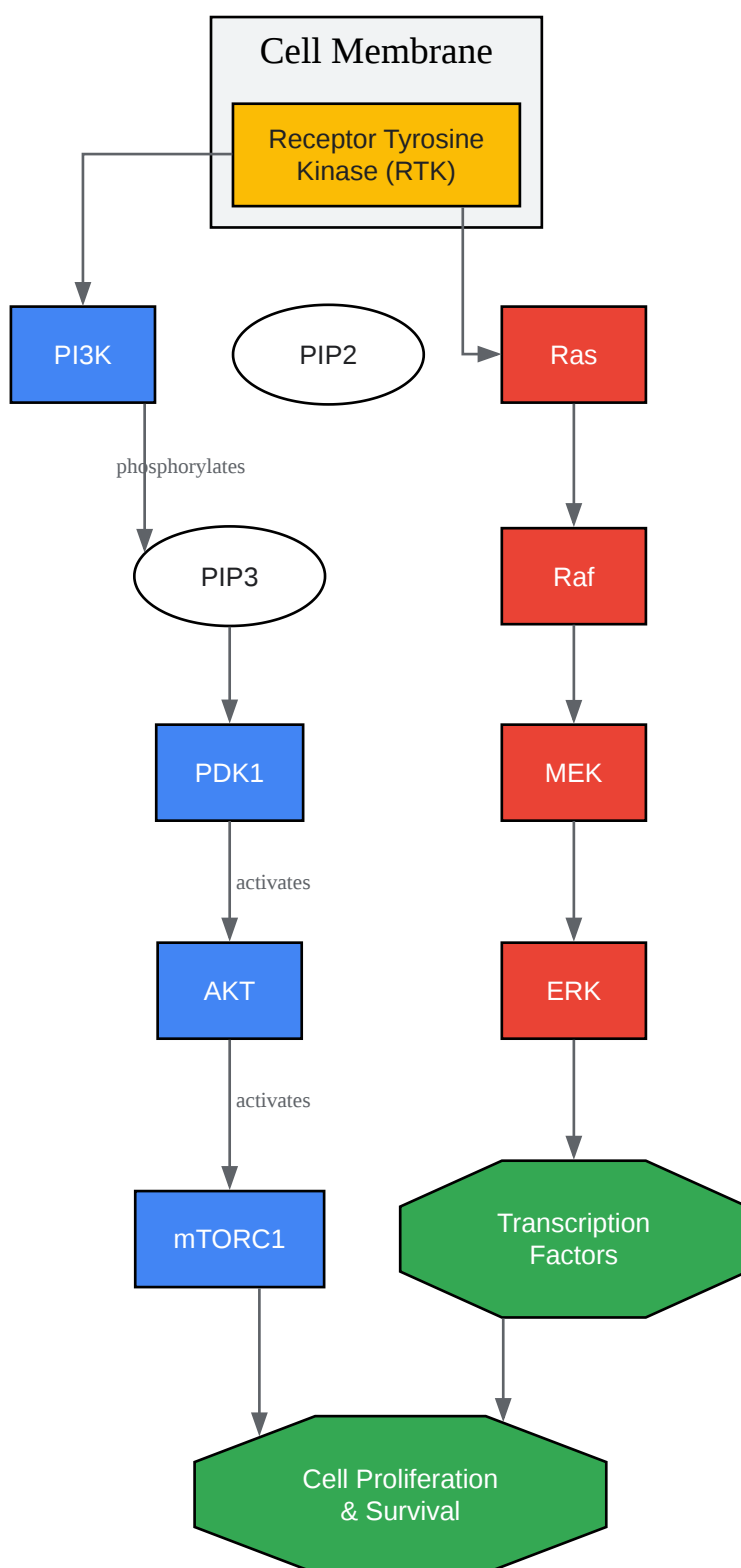 Cell Membrane
Receptor Tyrosine
Kinase (RTK)
PI3K
PIP2
Ras
phosphorylates
PIP3
Raf
PDK1
MEK
activates
AKT
ERK
activates
mTORC1
Transcription
Factors
Cell Proliferation
& Survival